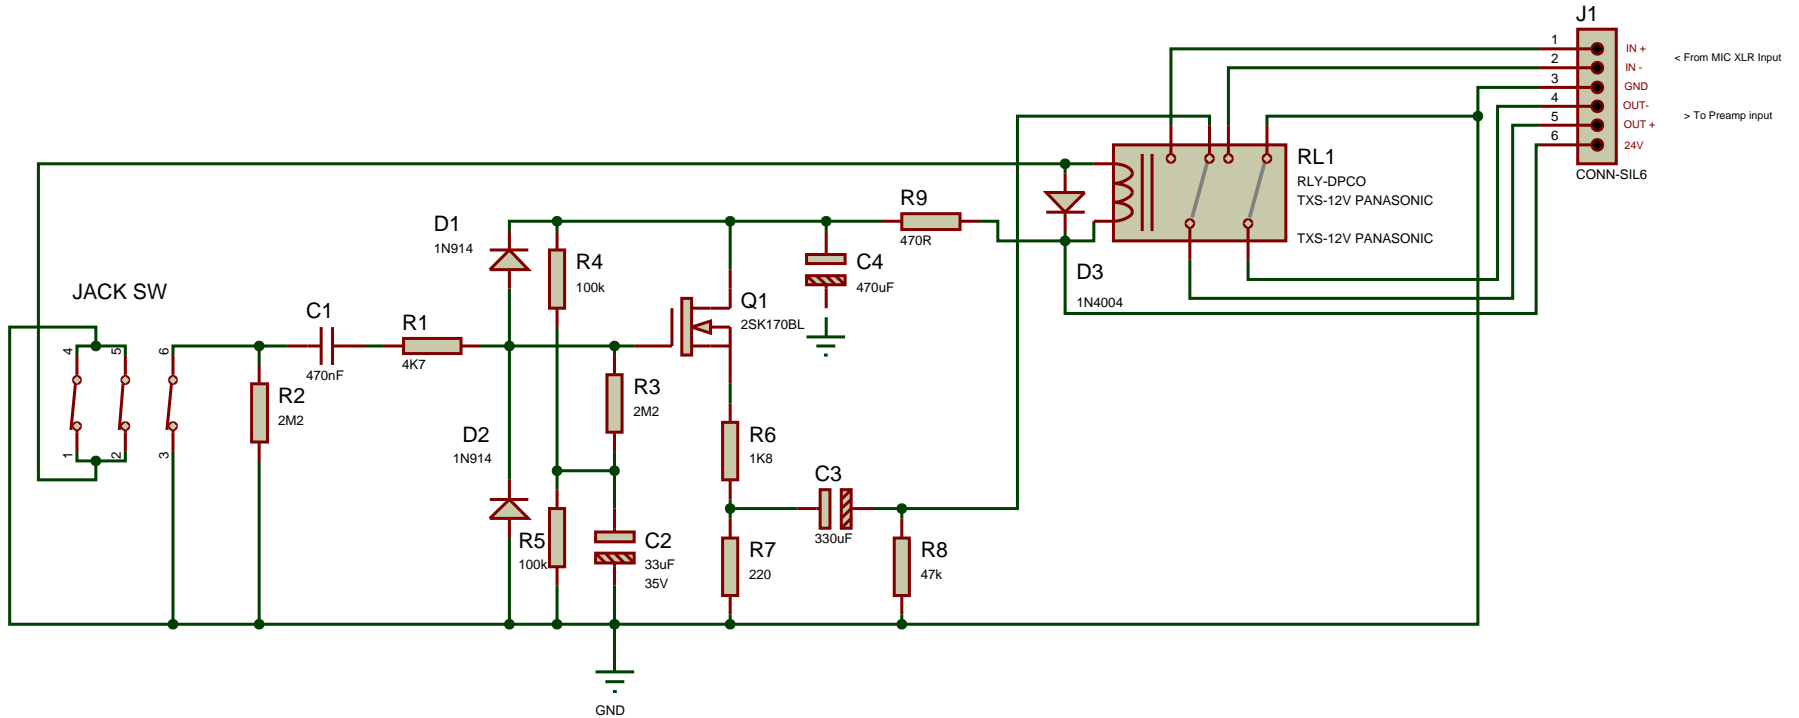 J1
1
IN +
2
IN -
< From MIC XLR Input
3
GND
4
OUT-
5
OUT +
> To Preamp input
6
24V
CONN-SIL6
RL1
RLY-DPCO
TXS-12V PANASONIC
TXS-12V PANASONIC
R9
470R
D1
1N914
R4
100k
C4
470uF
D3
1N4004
JACK SW
C1
470nF
R1
4K7
Q1
2SK170BL
4
5
6
R2
2M2
R3
2M2
1
2
3
D2
1N914
R6
1K8
C3
330uF
R5
100k
C2
33uF
35V
R7
220
R8
47k
GND